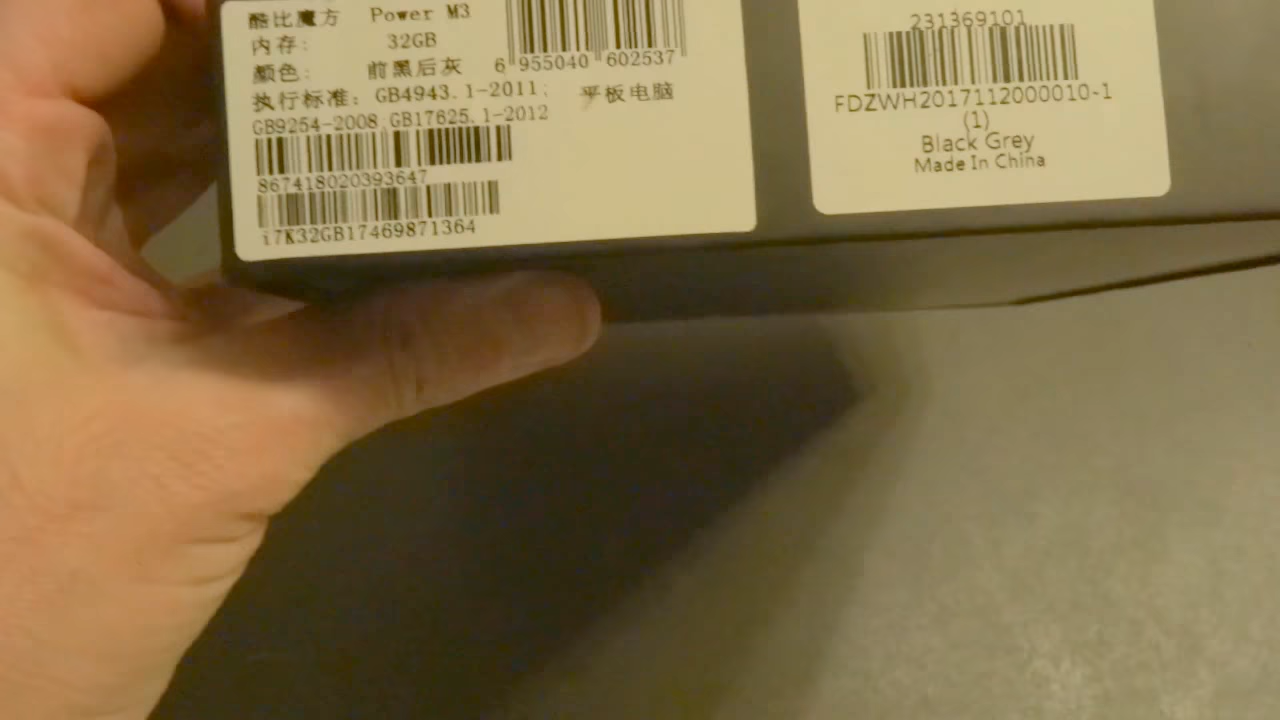 酷比魔方 Power M3
内存: 32GB
颜色: 前黑后灰
6 955040 602537
执行标准: GB4943.1-2011; 平板电脑
GB9254-2008 GB17625.1-2012
867418020393647
i7K32GB17469871364
231369101
FDZWH2017112000010-1
(1)
Black Grey
Made In China